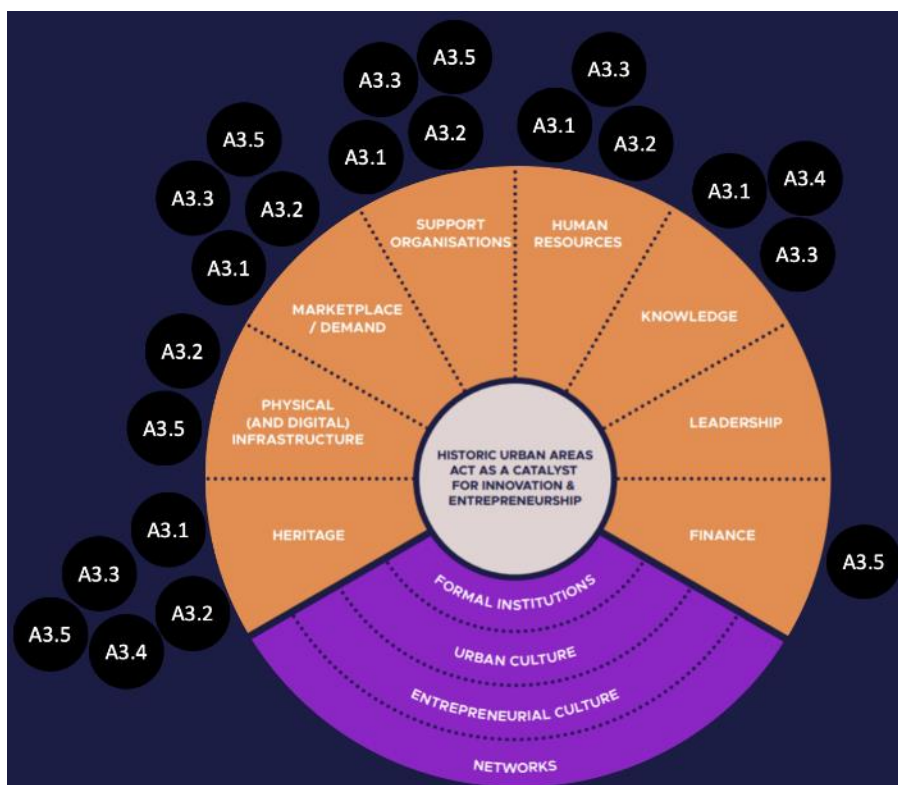 A3.5
A3.3
A3.2
A3.1
A3.3
A3.1
A3.2
A3.4
A3.1
A3.3
A3.5
A3.3
A3.2
A3.1
A3.2
A3.5
A3.1
A3.3
A3.2
A3.5
A3.4
A3.5
SUPPORT
ORGANISATIONS
HUMAN
RESOURCES
MARKETPLACE
/ DEMAND
KNOWLEDGE
PHYSICAL
(AND DIGITAL)
INFRASTRUCTURE
LEADERSHIP
HERITAGE
FINANCE
HISTORIC URBAN AREAS
ACT AS A CATALYST
FOR INNOVATION &
ENTREPRENEURSHIP
FORMAL INSTITUTIONS
URBAN CULTURE
ENTREPRENEURIAL CULTURE
NETWORKS